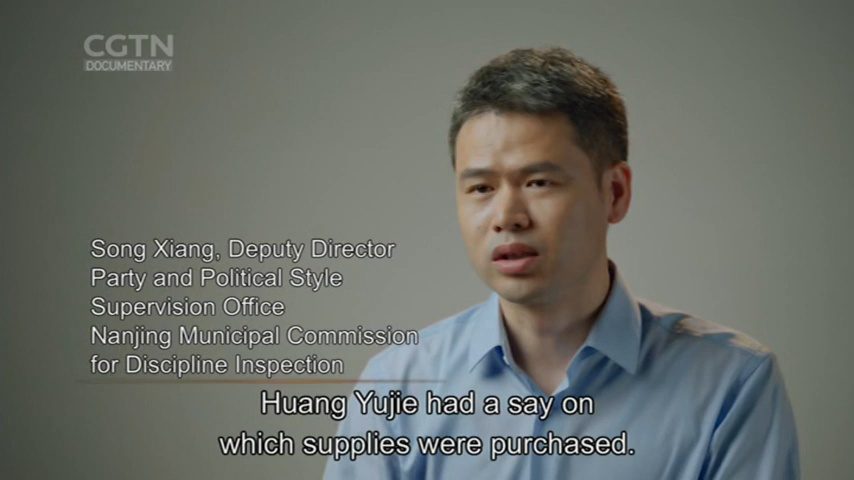 CGTN
DOCUMENTARY
Song Xiang, Deputy Director
Party and Political Style
Supervision Office
Nanjing Municipal Commission
for Discipline Inspection
Huang Yujie had a say on
which supplies were purchased.